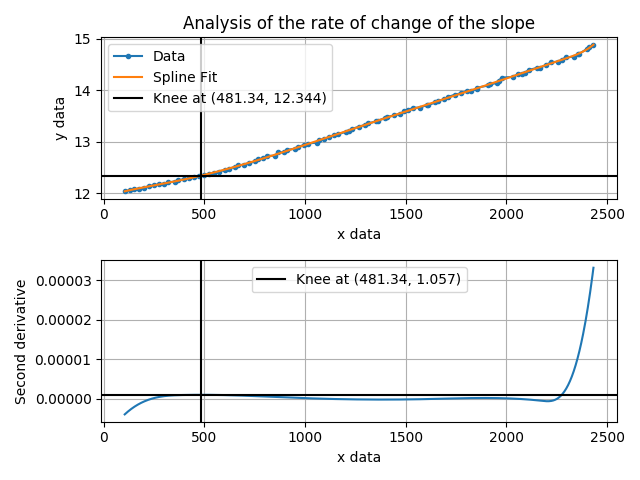 Analysis of the rate of change of the slope
15
14
13
12
y data
Data
Spline Fit
Knee at (481.34, 12.344)
0 500 1000 1500 2000 2500
x data
0.00003
0.00002
0.00001
0.00000
Second derivative
Knee at (481.34, 1.057)
0 500 1000 1500 2000 2500
x data